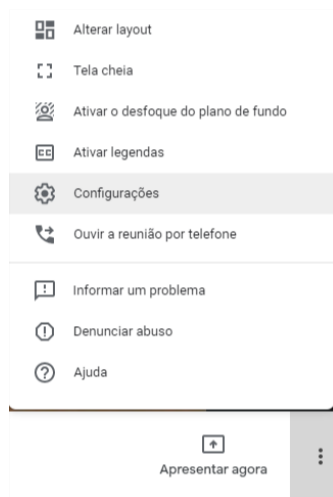 Alterar layout
Tela cheia
Ativar o desfoque do plano de fundo
CC
Ativar legendas
Configurações
Ouvir a reunião por telefone
Informar um problema
Denunciar abuso
Ajuda
Apresentar agora